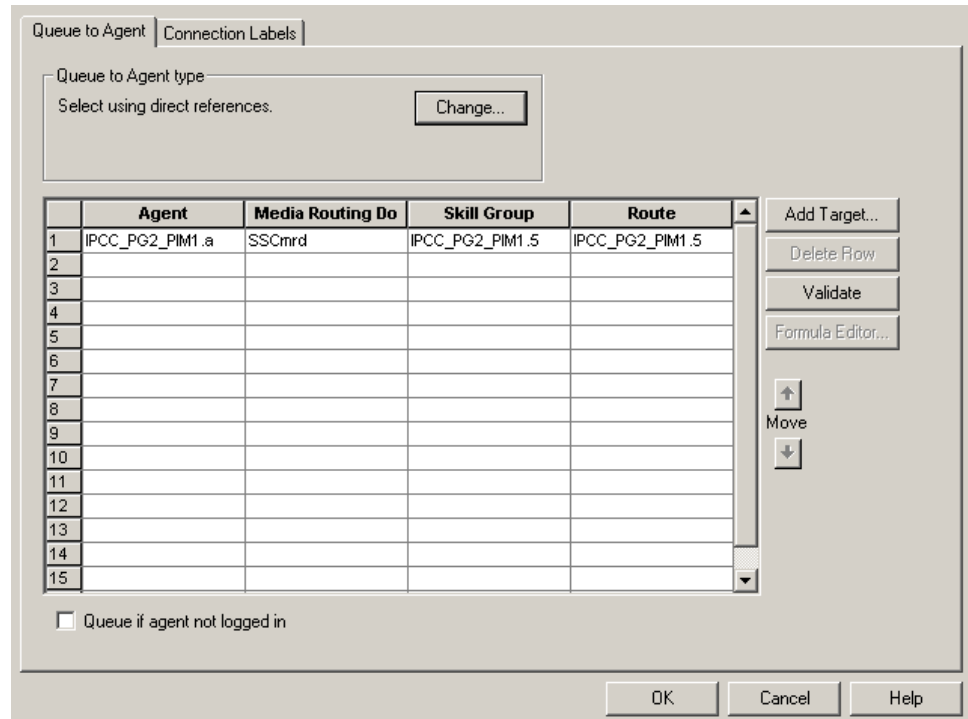 Queue to Agent Connection Labels
Queue to Agent type
Select using direct references.
Change...
Agent Media Routing Do Skill Group Route
1 IPCC_PG2_PIM1.a SSCmrd IPCC_PG2_PIM1.5 IPCC_PG2_PIM1.5
2
3
4
5
6
7
8
9
10
11
12
13
14
15
Add Target...
Delete Row
Validate
Formula Editor...
Move
Queue if agent not logged in
OK Cancel Help